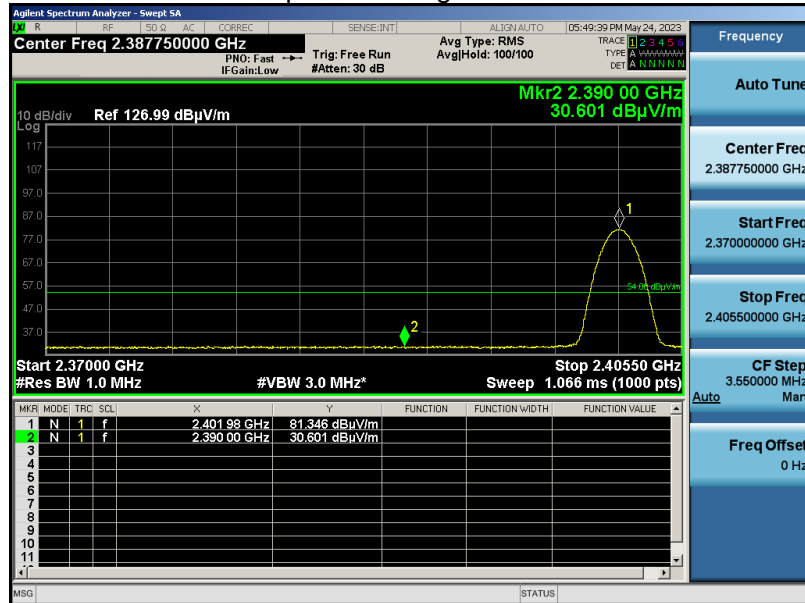 Agilent Spectrum Analyzer - Swept SA
LXI R RF 50 Ω AC CORREC SENSE:INT ALIGN AUTO 05:49:39 PM May 24, 2023
Center Freq 2.387750000 GHz
PNO: Fast
IFGain:Low
Trig: Free Run
#Atten: 30 dB
Avg Type: RMS
Avg|Hold: 100/100
TRACE 1 2 3 4 5 6
TYPE A WWWWW
DET A N N N N N
Mkr2 2.390 00 GHz
30.601 dBµV/m
10 dB/div Ref 126.99 dBµV/m
Log
117
107
97.0
87.0
77.0
67.0
57.0
47.0
37.0
1
54.00 dBµV/m
2
Start 2.37000 GHz Stop 2.40550 GHz
#Res BW 1.0 MHz #VBW 3.0 MHz* Sweep 1.066 ms (1000 pts)
MKR MODE TRC SCL X Y FUNCTION FUNCTION WIDTH FUNCTION VALUE
1 N 1 f 2.401 98 GHz 81.346 dBµV/m
2 N 1 f 2.390 00 GHz 30.601 dBµV/m
3
4
5
6
7
8
9
10
11
MSG STATUS
Frequency
Auto Tune
Center Freq
2.387750000 GHz
Start Freq
2.370000000 GHz
Stop Freq
2.405500000 GHz
CF Step
3.550000 MHz
Auto Man
Freq Offset
0 Hz